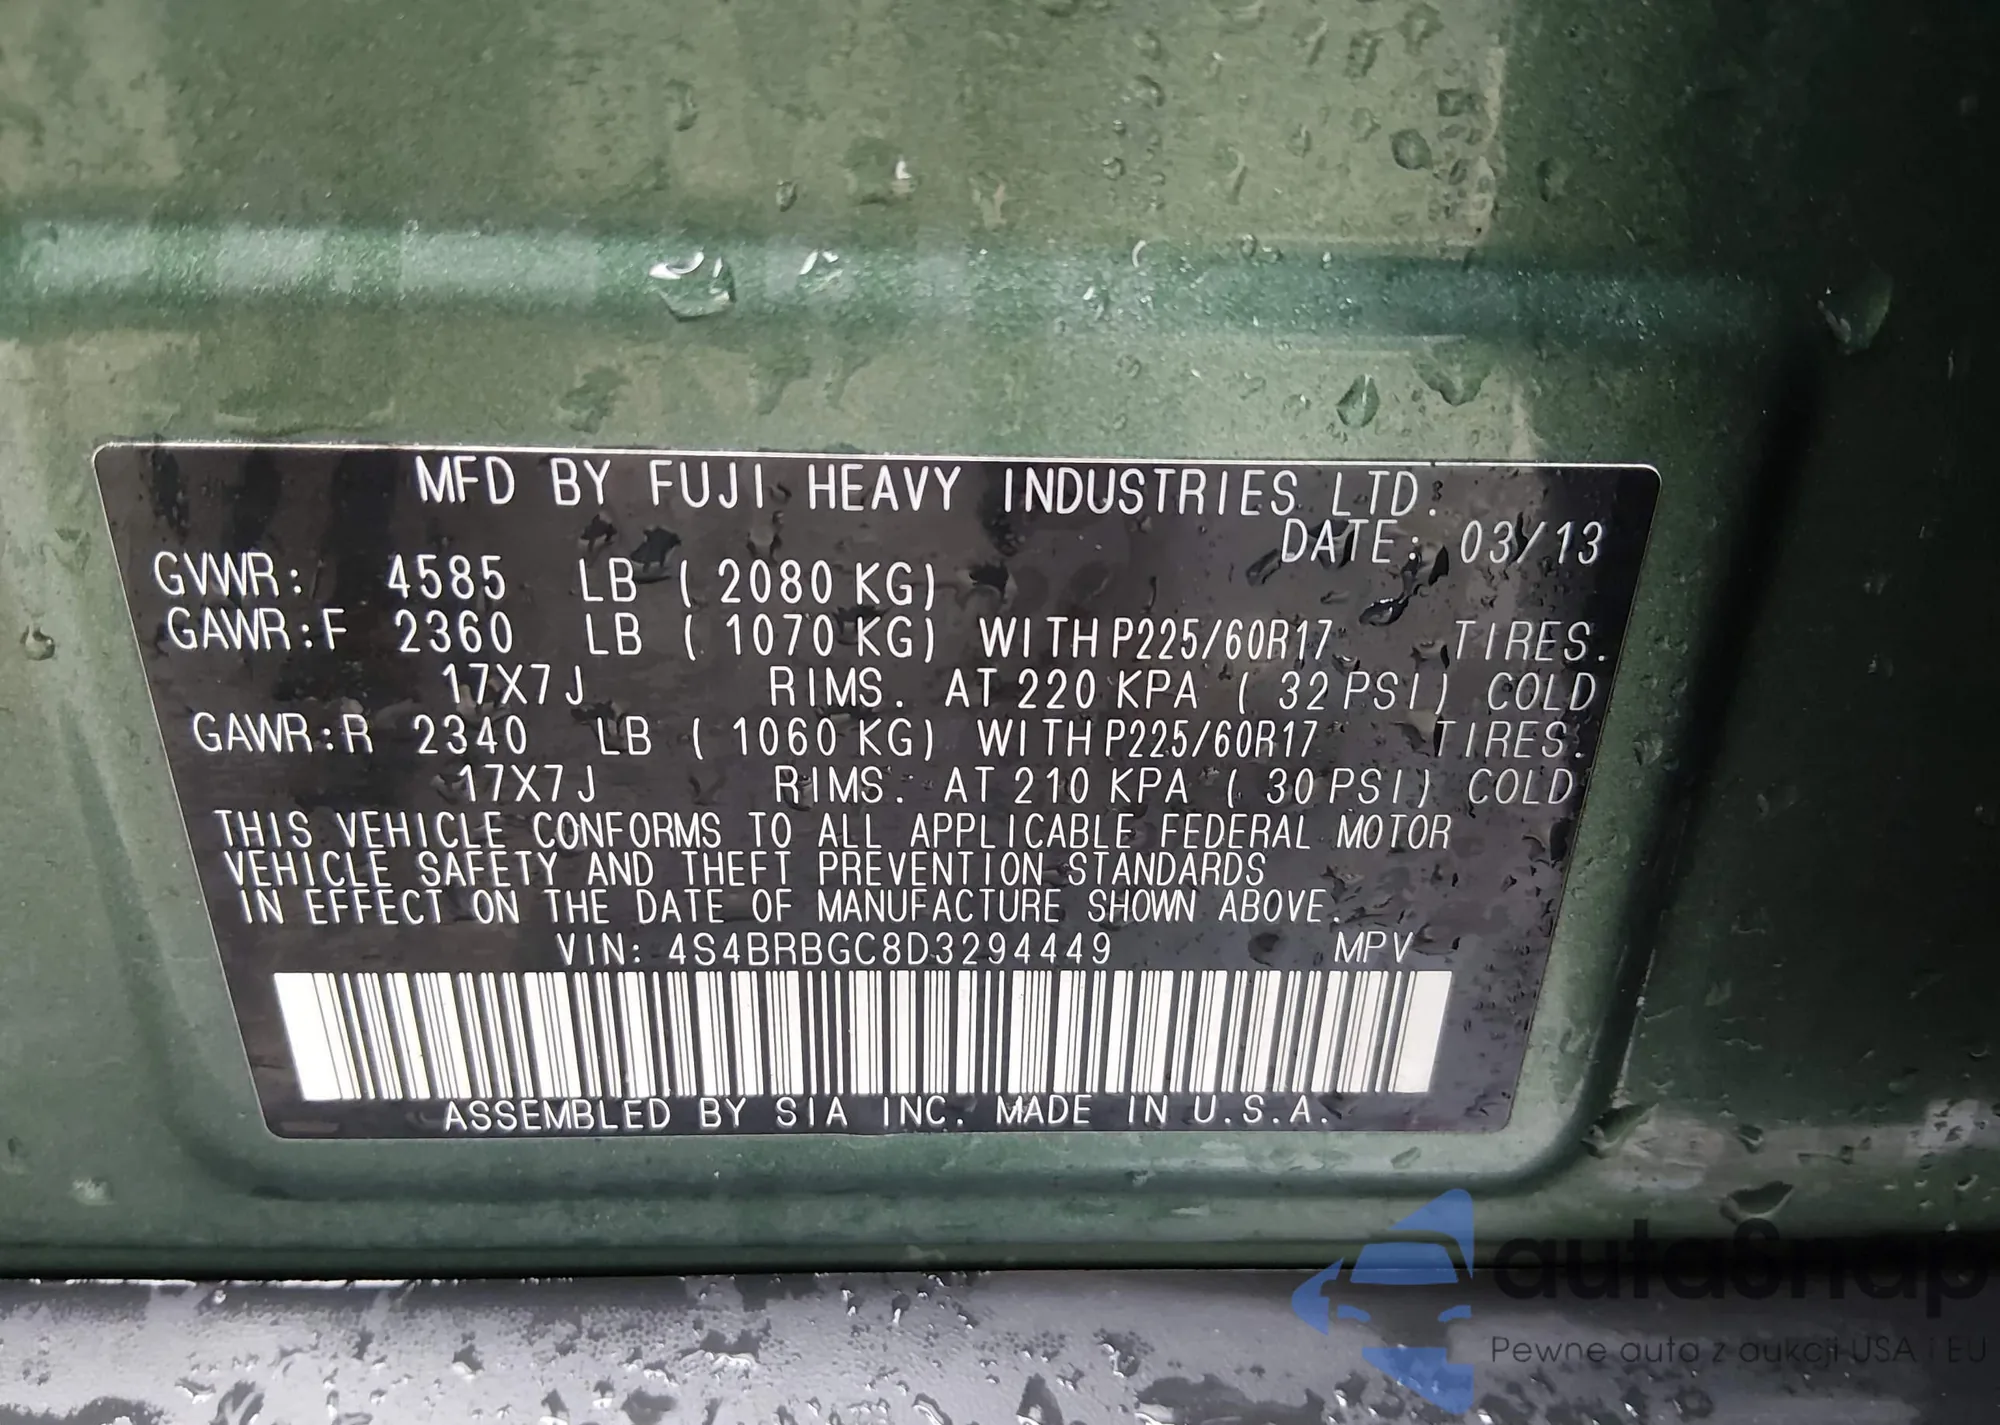 MFD BY FUJI HEAVY INDUSTRIES LTD.
DATE: 03/13
GVWR: 4585 LB ( 2080 KG)
GAWR:F 2360 LB ( 1070 KG) WITH P225/60R17 TIRES.
17X7J RIMS. AT 220 KPA ( 32 PSI) COLD
GAWR:R 2340 LB ( 1060 KG) WITH P225/60R17 TIRES.
17X7J RIMS. AT 210 KPA ( 30 PSI) COLD
THIS VEHICLE CONFORMS TO ALL APPLICABLE FEDERAL MOTOR
VEHICLE SAFETY AND THEFT PREVENTION STANDARDS
IN EFFECT ON THE DATE OF MANUFACTURE SHOWN ABOVE.
VIN: 4S4BRBGC8D3294449 MPV
ASSEMBLED BY SIA INC. MADE IN U.S.A.
autaSnap
Pewne auta z aukcji USA i EU